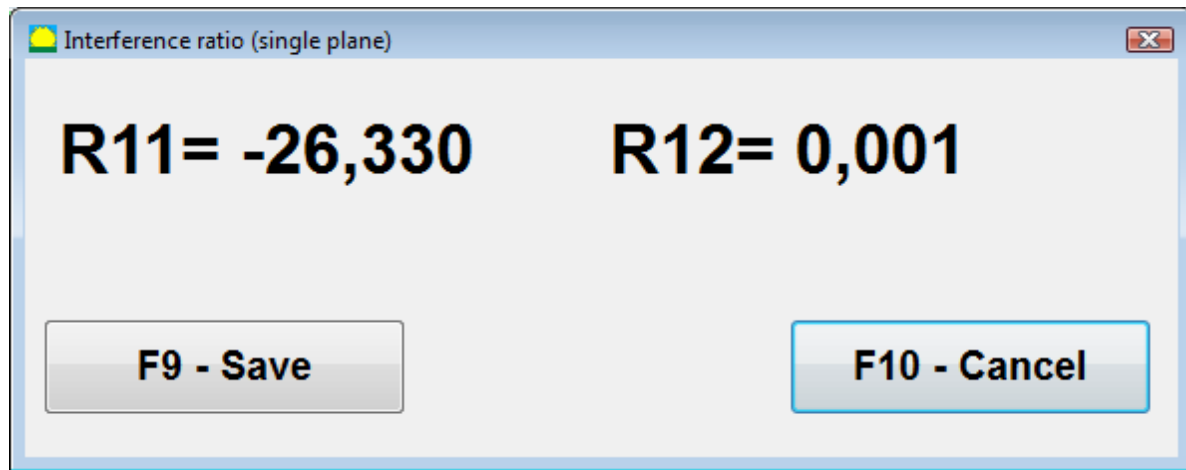 Interference ratio (single plane)
R11= -26,330 R12= 0,001
F9 - Save F10 - Cancel